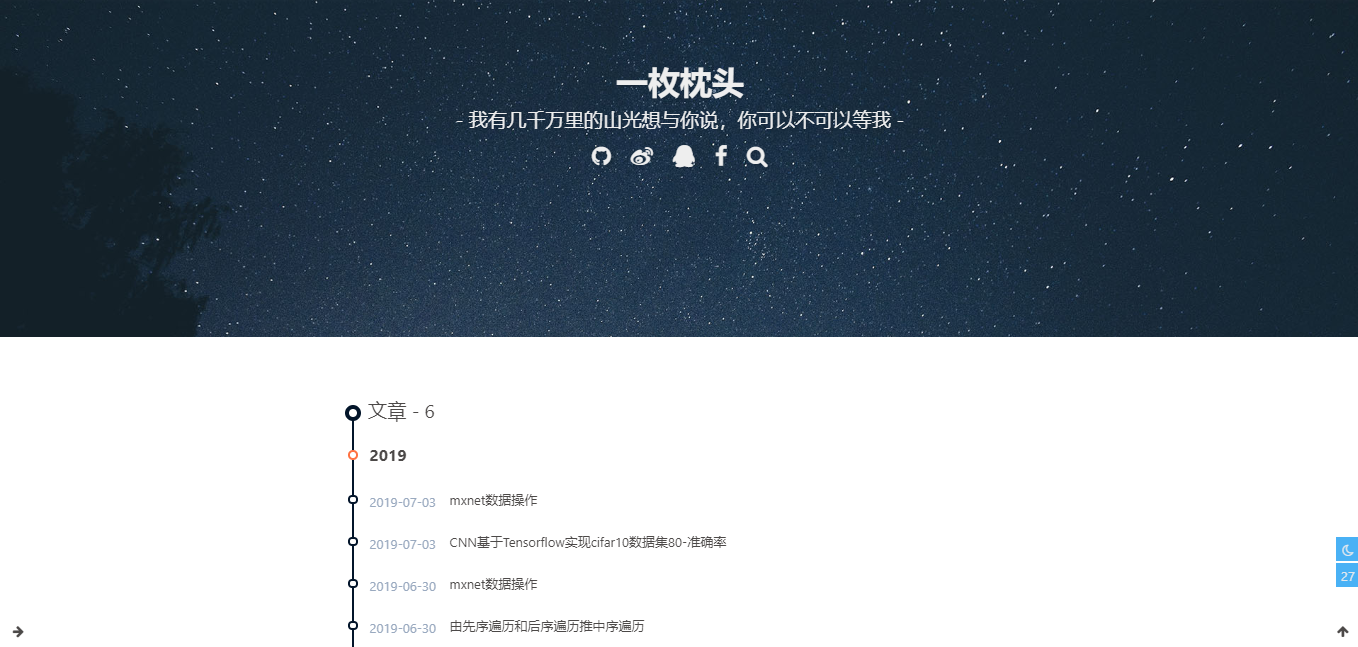 一枚枕头
- 我有几千万里的山光想与你说，你可以不可以等我 -
文章 - 6
2019
2019-07-03 mxnet数据操作
2019-07-03 CNN基于Tensorflow实现cifar10数据集80-准确率
2019-06-30 mxnet数据操作
2019-06-30 由先序遍历和后序遍历推中序遍历
27